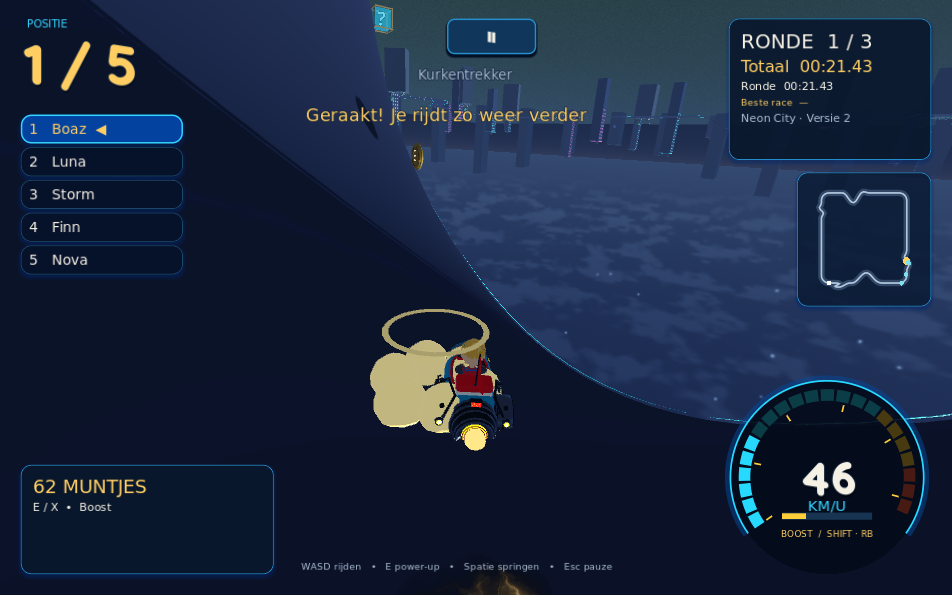 POSITIE
1 / 5
1 Boaz ◀
2 Luna
3 Storm
4 Finn
5 Nova
?
Kurkentrekker
Geraakt! Je rijdt zo weer verder
RONDE 1 / 3
Totaal 00:21.43
Ronde 00:21.43
Beste race —
Neon City · Versie 2
62 MUNTJES
E / X • Boost
46
KM/U
BOOST / SHIFT · RB
WASD rijden • E power-up • Spatie springen • Esc pauze